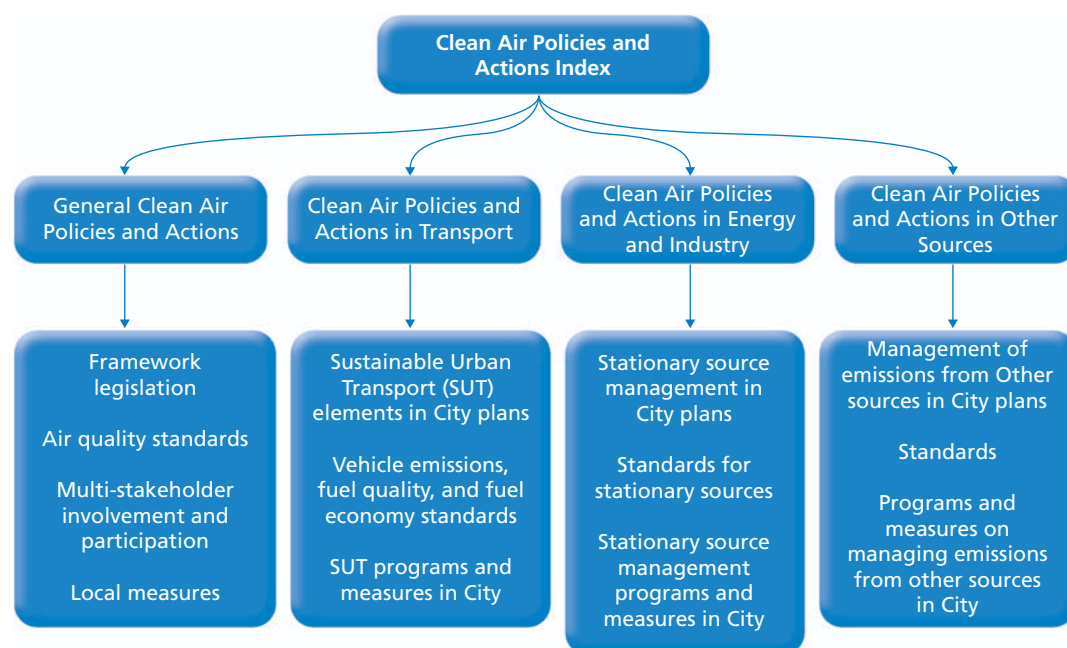 Clean Air Policies and
Actions Index
General Clean Air
Policies and Actions
Clean Air Policies and
Actions in Transport
Clean Air Policies
and Actions in Energy
and Industry
Clean Air Policies
and Actions in Other
Sources
Framework
legislation
Air quality standards
Multi-stakeholder
involvement and
participation
Local measures
Sustainable Urban
Transport (SUT)
elements in City plans
Vehicle emissions,
fuel quality, and fuel
economy standards
SUT programs and
measures in City
Stationary source
management in
City plans
Standards for
stationary sources
Stationary source
management
programs and
measures in City
Management of
emissions from Other
sources in City plans
Standards
Programs and
measures on
managing emissions
from other sources
in City